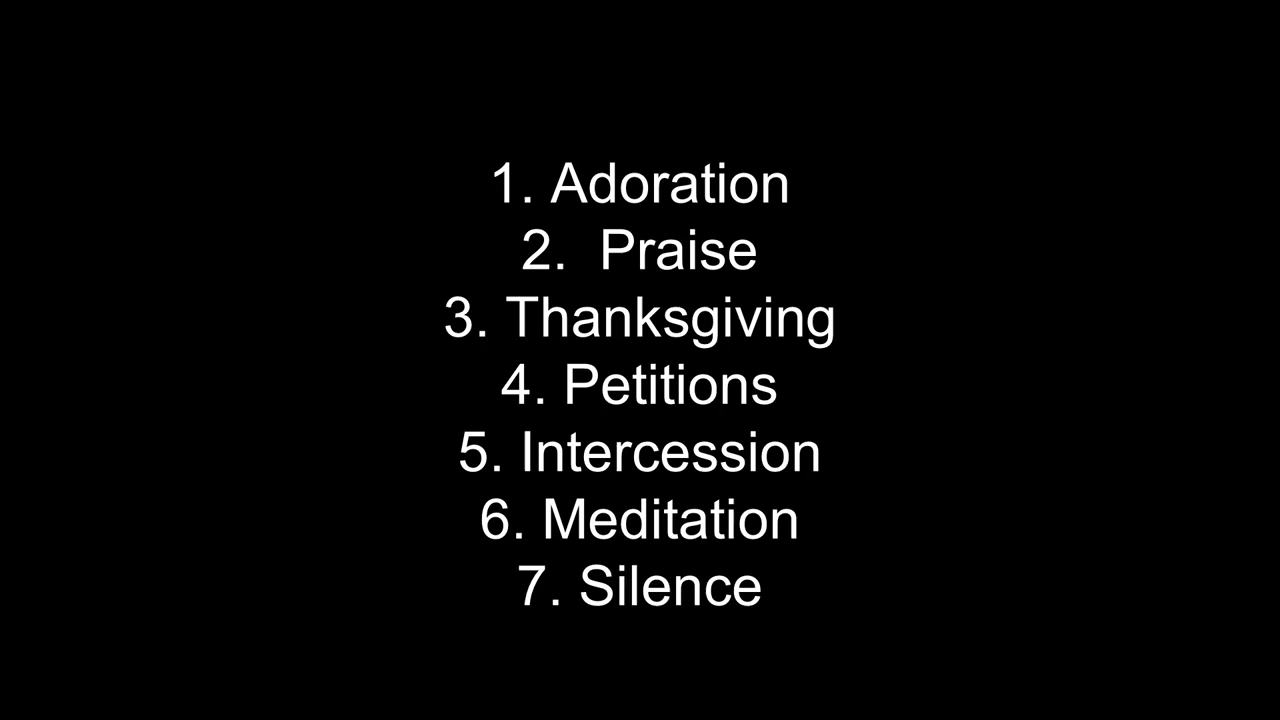 1. Adoration
2.  Praise
3. Thanksgiving
4. Petitions
5. Intercession
6. Meditation
7. Silence